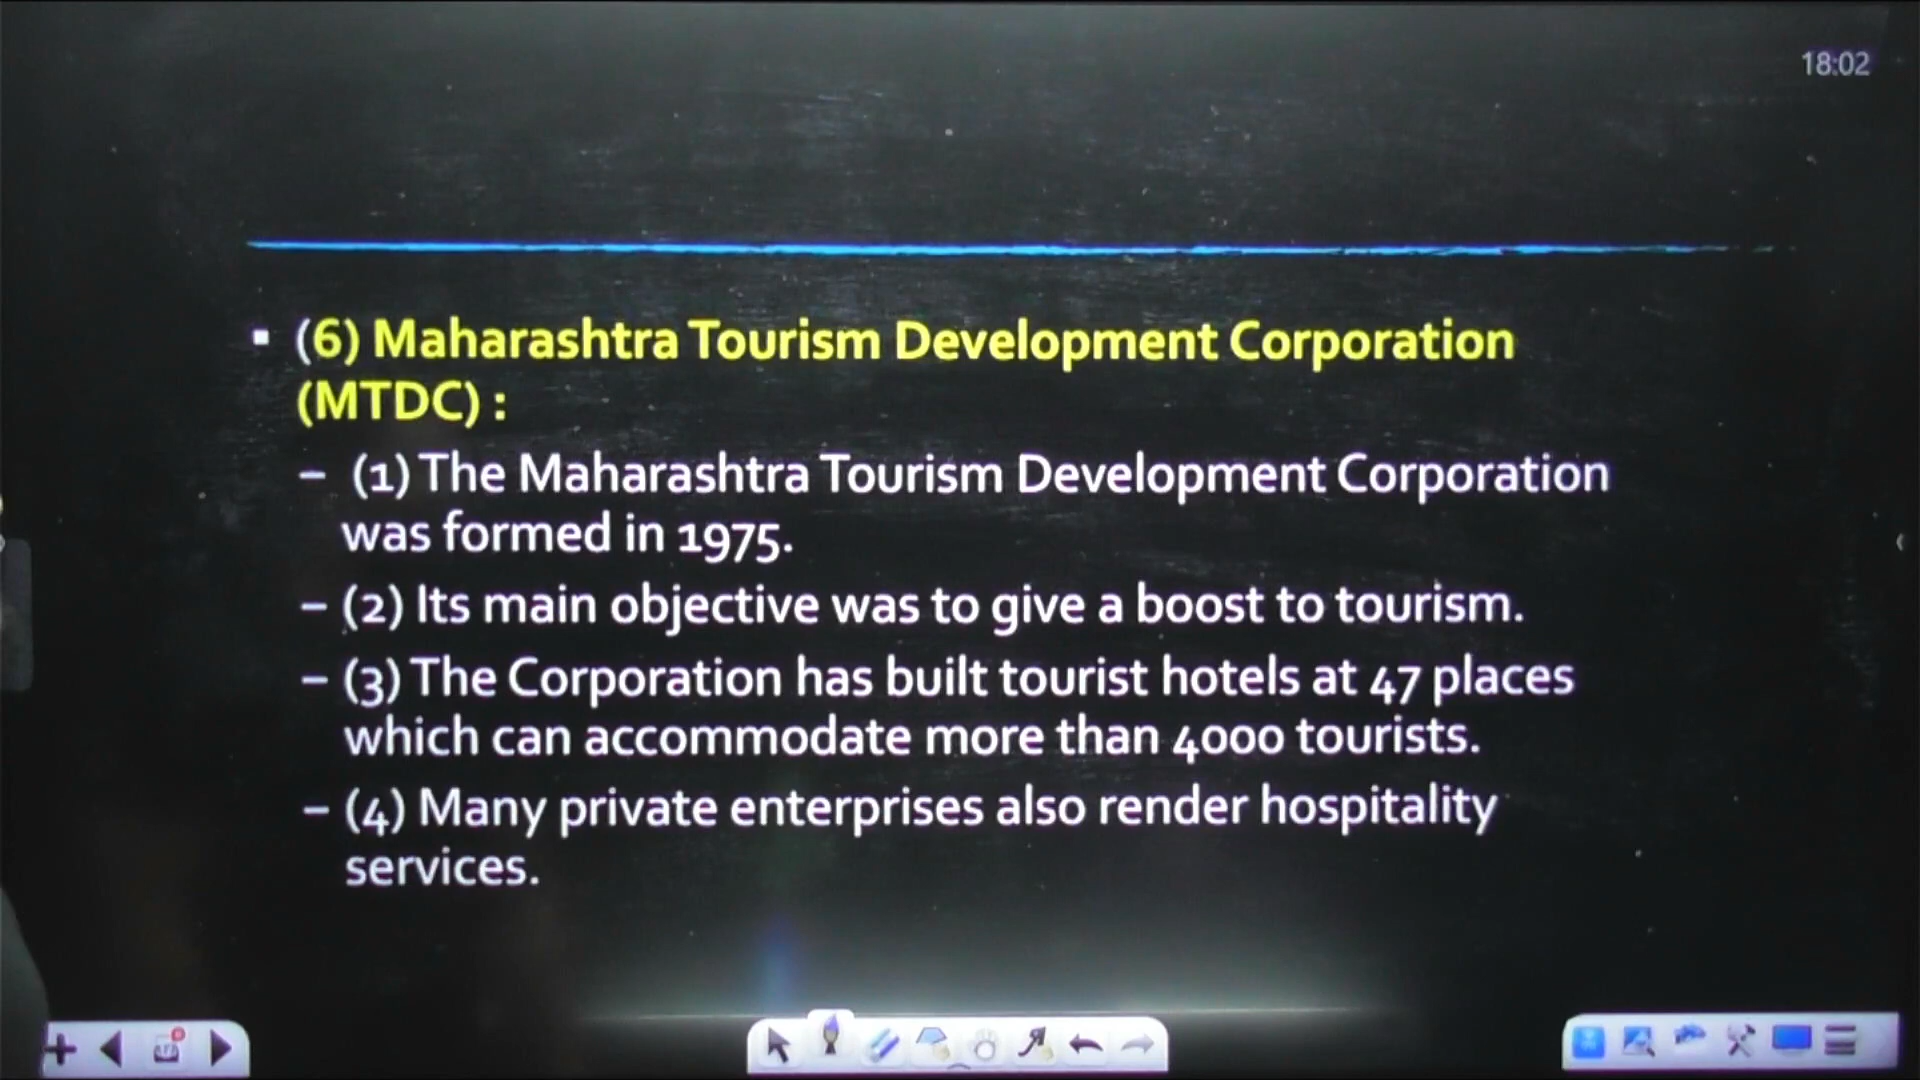 18:02
▪ (6) Maharashtra Tourism Development Corporation
(MTDC) :
– (1) The Maharashtra Tourism Development Corporation
was formed in 1975.
– (2) Its main objective was to give a boost to tourism.
– (3) The Corporation has built tourist hotels at 47 places
which can accommodate more than 4000 tourists.
– (4) Many private enterprises also render hospitality
services.